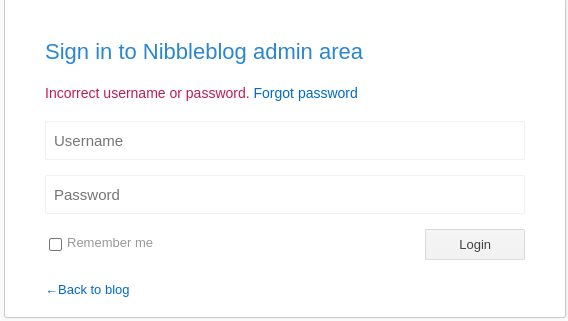 Sign in to Nibbleblog admin area
Incorrect username or password. Forgot password
Username
Password
Remember me
Login
←Back to blog